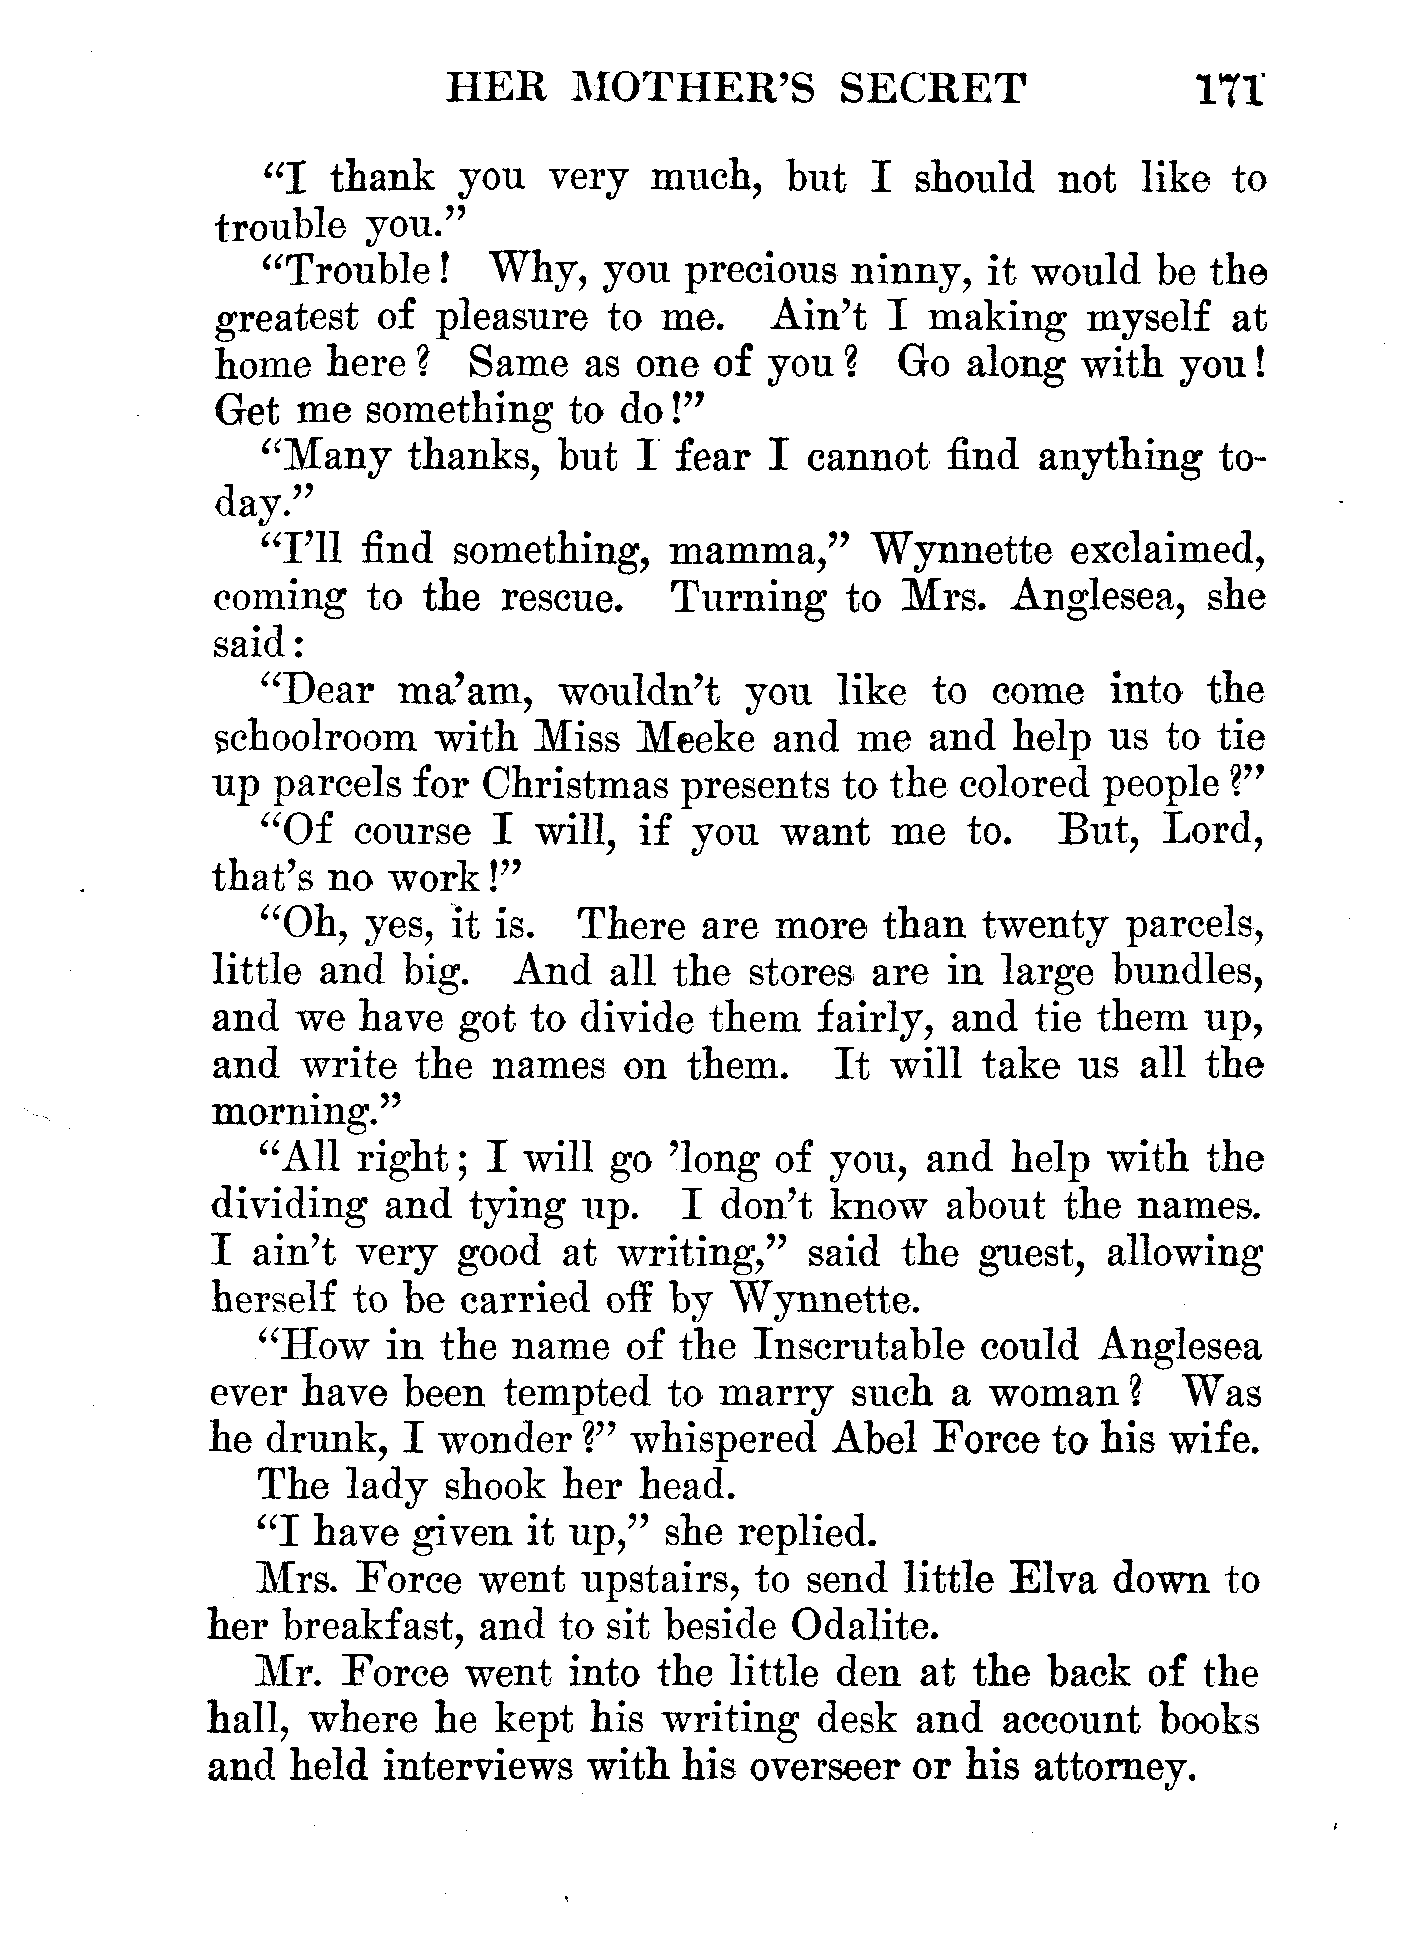 HER MOTHER'S SECRET 171
“I thank you very much, but I should not like to
trouble you.”
“Trouble! Why, you precious ninny, it would be the
greatest of pleasure to me. Ain't I making myself at
home here? Same as one of you? Go along with you!
Get me something to do!”
“Many thanks, but I fear I cannot find anything to-
day.”
“I'll find something, mamma,” Wynnette exclaimed,
coming to the rescue. Turning to Mrs. Anglesea, she
said:
“Dear ma'am, wouldn't you like to come into the
schoolroom with Miss Meeke and me and help us to tie
up parcels for Christmas presents to the colored people?”
“Of course I will, if you want me to. But, Lord,
that's no work!”
“Oh, yes, it is. There are more than twenty parcels,
little and big. And all the stores are in large bundles,
and we have got to divide them fairly, and tie them up,
and write the names on them. It will take us all the
morning.”
“All right; I will go 'long of you, and help with the
dividing and tying up. I don't know about the names.
I ain't very good at writing,” said the guest, allowing
herself to be carried off by Wynnette.
“How in the name of the Inscrutable could Anglesea
ever have been tempted to marry such a woman? Was
he drunk, I wonder?” whispered Abel Force to his wife.
The lady shook her head.
“I have given it up,” she replied.
Mrs. Force went upstairs, to send little Elva down to
her breakfast, and to sit beside Odalite.
Mr. Force went into the little den at the back of the
hall, where he kept his writing desk and account books
and held interviews with his overseer or his attorney.